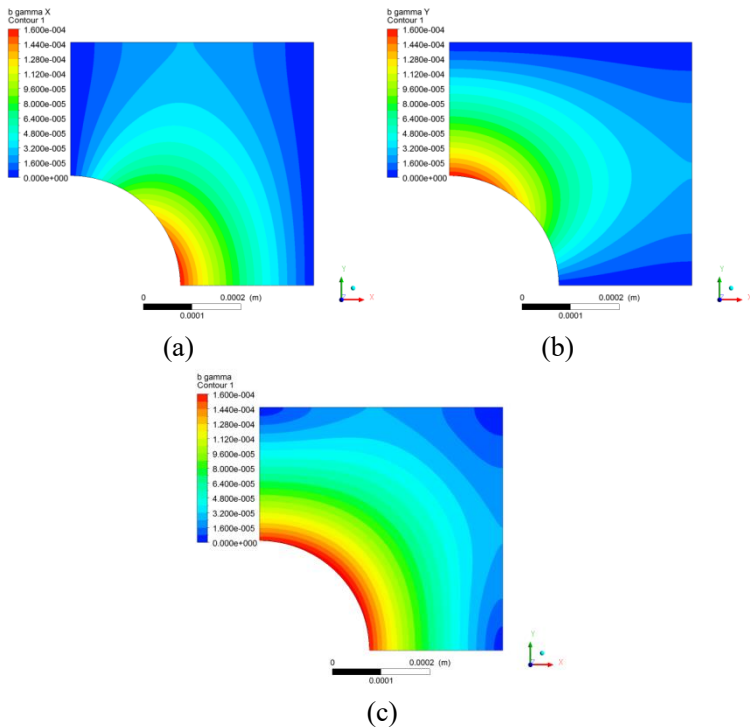 b gamma X
Contour 1
1.600e-004
1.440e-004
1.280e-004
1.120e-004
9.600e-005
8.000e-005
6.400e-005
4.800e-005
3.200e-005
1.600e-005
0.000e+000
Y
X
Z
0 0.0002 (m)
0.0001
(a)
b gamma Y
Contour 1
1.600e-004
1.440e-004
1.280e-004
1.120e-004
9.600e-005
8.000e-005
6.400e-005
4.800e-005
3.200e-005
1.600e-005
0.000e+000
Y
X
Z
0 0.0002 (m)
0.0001
(b)
b gamma
Contour 1
1.600e-004
1.440e-004
1.280e-004
1.120e-004
9.600e-005
8.000e-005
6.400e-005
4.800e-005
3.200e-005
1.600e-005
0.000e+000
Y
X
Z
0 0.0002 (m)
0.0001
(c)